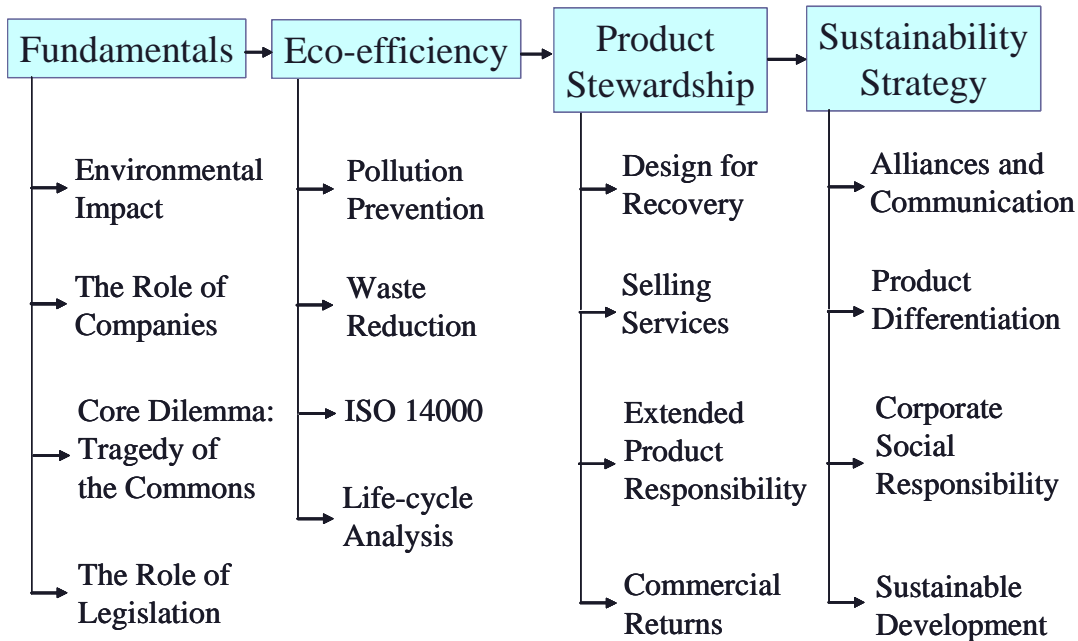 Fundamentals
Environmental
Impact
The Role of
Companies
Core Dilemma:
Tragedy of
the Commons
The Role of
Legislation
Eco-efficiency
Pollution
Prevention
Waste
Reduction
ISO 14000
Life-cycle
Analysis
Product
Stewardship
Design for
Recovery
Selling
Services
Extended
Product
Responsibility
Commercial
Returns
Sustainability
Strategy
Alliances and
Communication
Product
Differentiation
Corporate
Social
Responsibility
Sustainable
Development